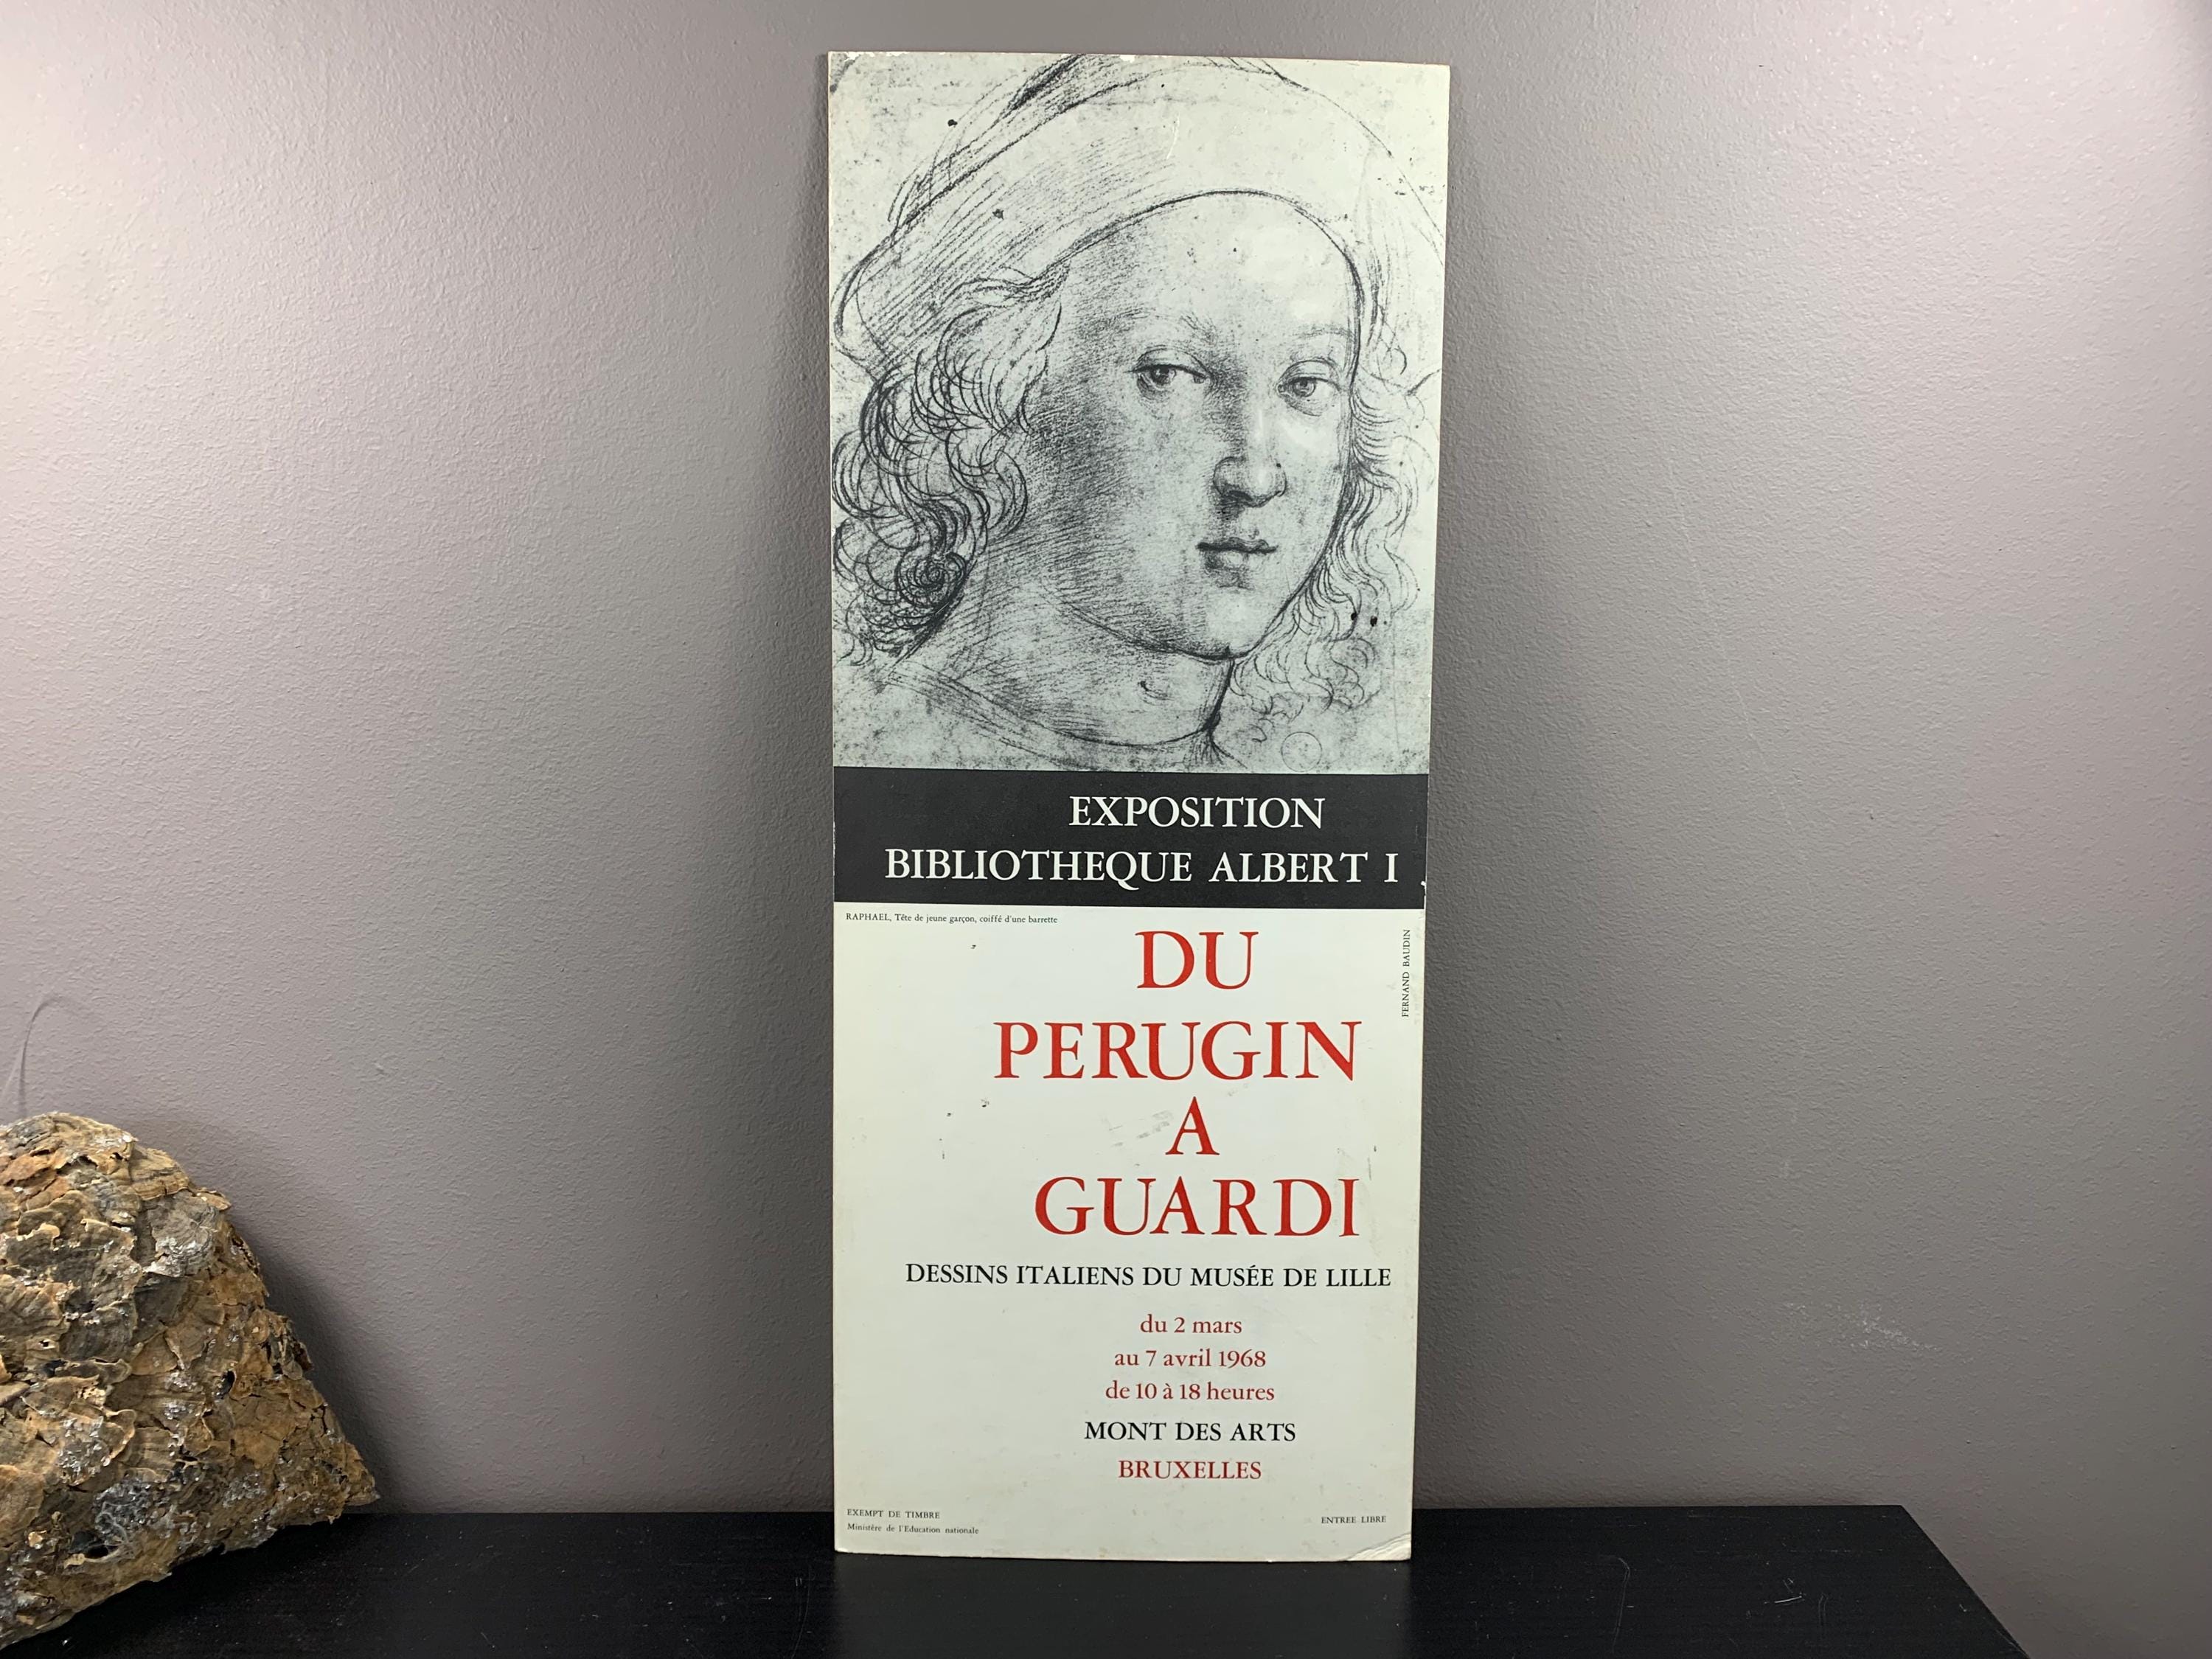 EXPOSITION
BIBLIOTHEQUE ALBERT I
RAPHAEL, Tête de jeune garçon, coiffé d'une barrette
FERNAND BAUDIN
DU
PERUGIN
A
GUARDI
DESSINS ITALIENS DU MUSÉE DE LILLE
du 2 mars
au 7 avril 1968
de 10 à 18 heures
MONT DES ARTS
BRUXELLES
EXEMPT DE TIMBRE
Ministère de l'Education nationale
ENTREE LIBRE